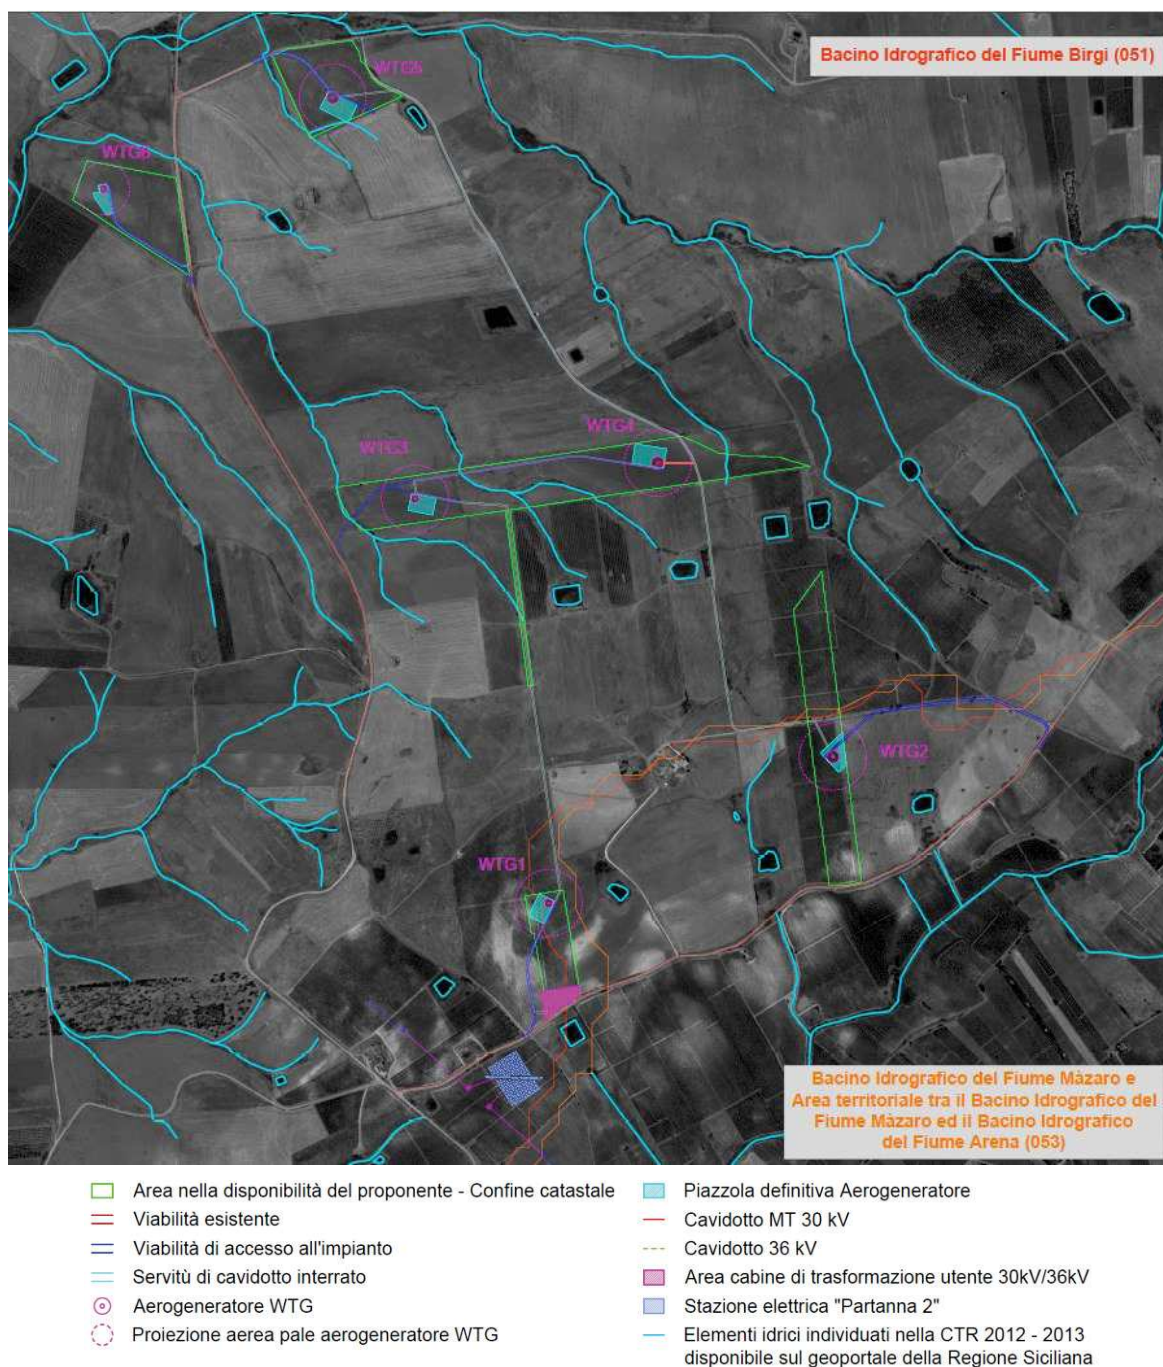 Bacino Idrografico del Fiume Birgi (051)
WTG5
WTG6
WTG4
WTG3
WTG2
WTG1
Bacino Idrografico del Fiume Màzaro e
Area territoriale tra il Bacino Idrografico del
Fiume Màzaro ed il Bacino Idrografico
del Fiume Arena (053)
Area nella disponibilità del proponente - Confine catastale
Viabilità esistente
Viabilità di accesso all'impianto
Servitù di cavidotto interrato
Aerogeneratore WTG
Proiezione aerea pale aerogeneratore WTG
Piazzola definitiva Aerogeneratore
Cavidotto MT 30 kV
Cavidotto 36 kV
Area cabine di trasformazione utente 30kV/36kV
Stazione elettrica "Partanna 2"
Elementi idrici individuati nella CTR 2012 - 2013
disponibile sul geoportale della Regione Siciliana